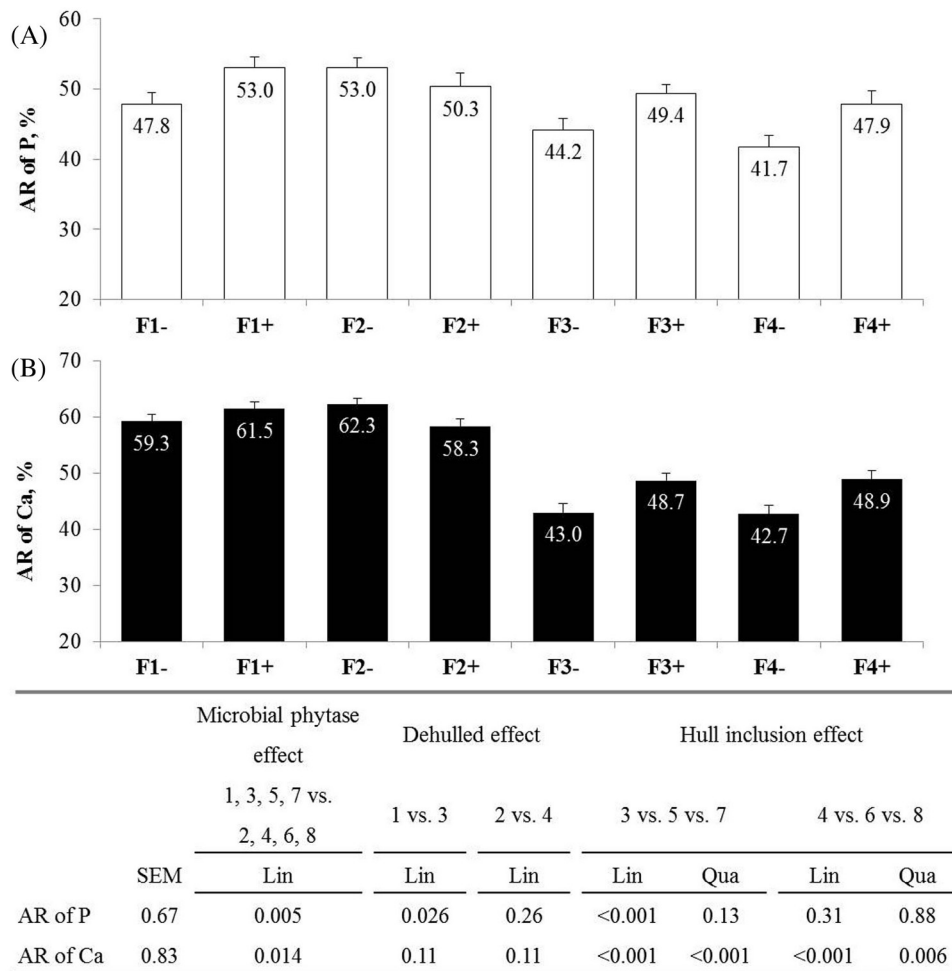 (A)
AR of P, %
60
50
40
30
20
47.8
53.0
53.0
50.3
44.2
49.4
41.7
47.9
F1- F1+ F2- F2+ F3- F3+ F4- F4+
(B)
AR of Ca, %
70
60
50
40
30
20
59.3
61.5
62.3
58.3
43.0
48.7
42.7
48.9
F1- F1+ F2- F2+ F3- F3+ F4- F4+
Microbial phytase
effect
Dehulled effect
Hull inclusion effect
1, 3, 5, 7 vs.
2, 4, 6, 8
1 vs. 3
2 vs. 4
3 vs. 5 vs. 7
4 vs. 6 vs. 8
SEM Lin Lin Lin Lin Qua Lin Qua
AR of P 0.67 0.005 0.026 0.26 <0.001 0.13 0.31 0.88
AR of Ca 0.83 0.014 0.11 0.11 <0.001 <0.001 <0.001 0.006